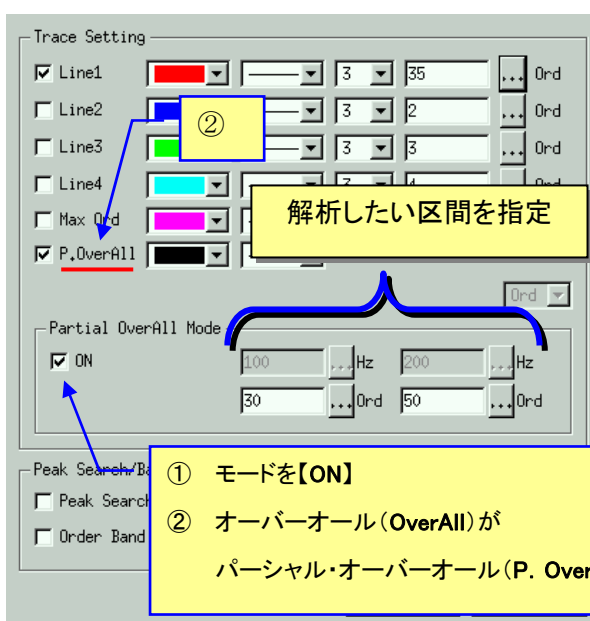 Trace Setting
Line1 3 35 ... Ord
Line2 3 2 ... Ord
②
Line3 3 3 ... Ord
Line4
Max Ord
解析したい区間を指定
P.OverAll
Ord
Partial OverAll Mode
ON 100 ...Hz 200 ...Hz
30 ...Ord 50 ...Ord
Peak Search/
Peak Search
Order Band
① モードを【ON】
② オーバーオール（OverAll）が
パーシャル・オーバーオール（P. Over